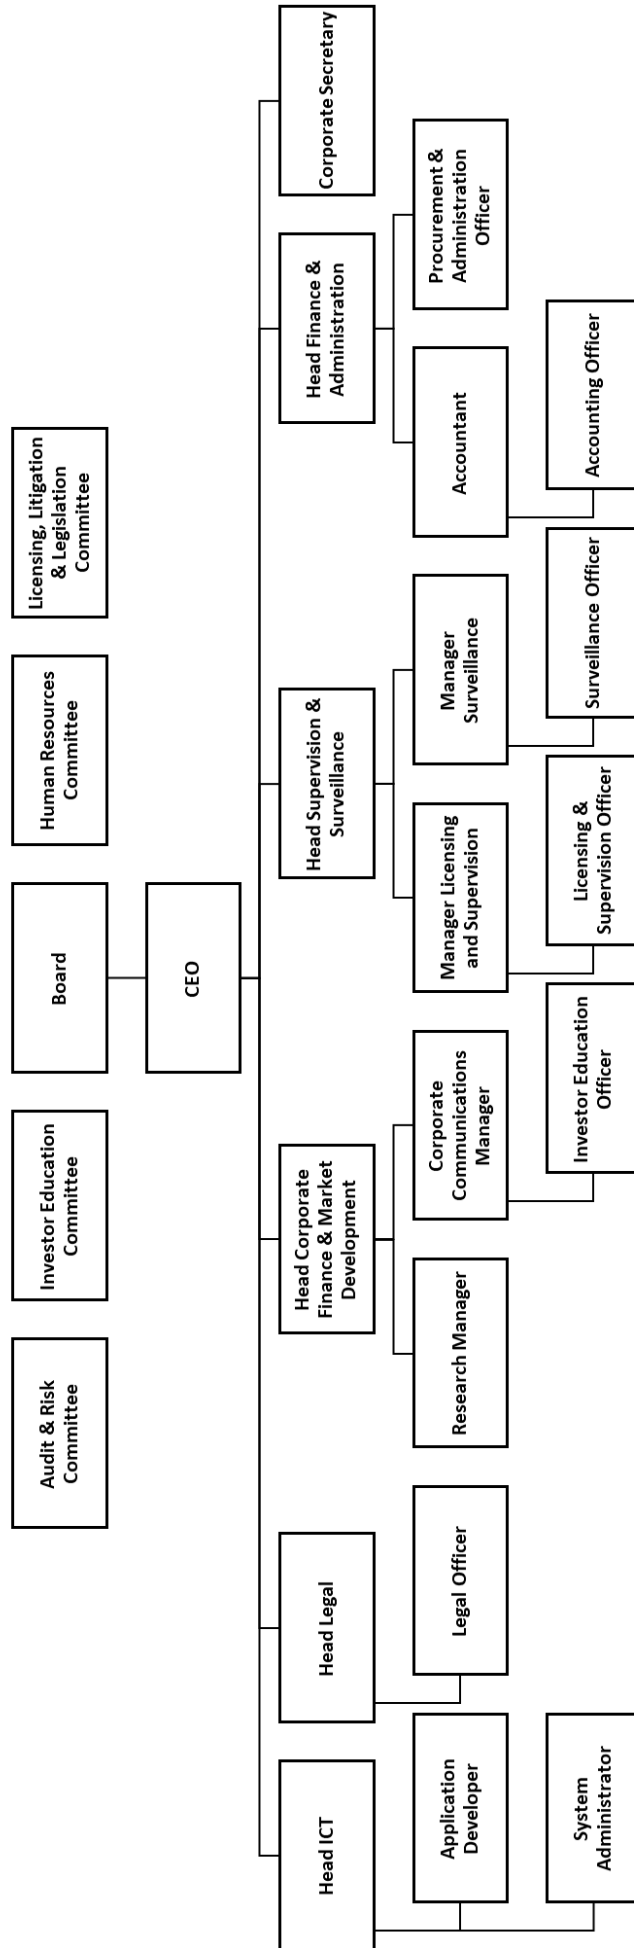 Audit & Risk
Committee
Investor Education
Committee
Board
Human Resources
Committee
Licensing, Litigation
& Legislation
Committee
CEO
Head ICT
Head Legal
Head Corporate
Finance & Market
Development
Head Supervision &
Surveillance
Head Finance &
Administration
Corporate Secretary
Application
Developer
Legal Officer
Research Manager
Corporate
Communications
Manager
Manager Licensing
and Supervision
Manager
Surveillance
Accountant
Procurement &
Administration
Officer
System
Administrator
Investor Education
Officer
Licensing &
Supervision Officer
Surveillance Officer
Accounting Officer